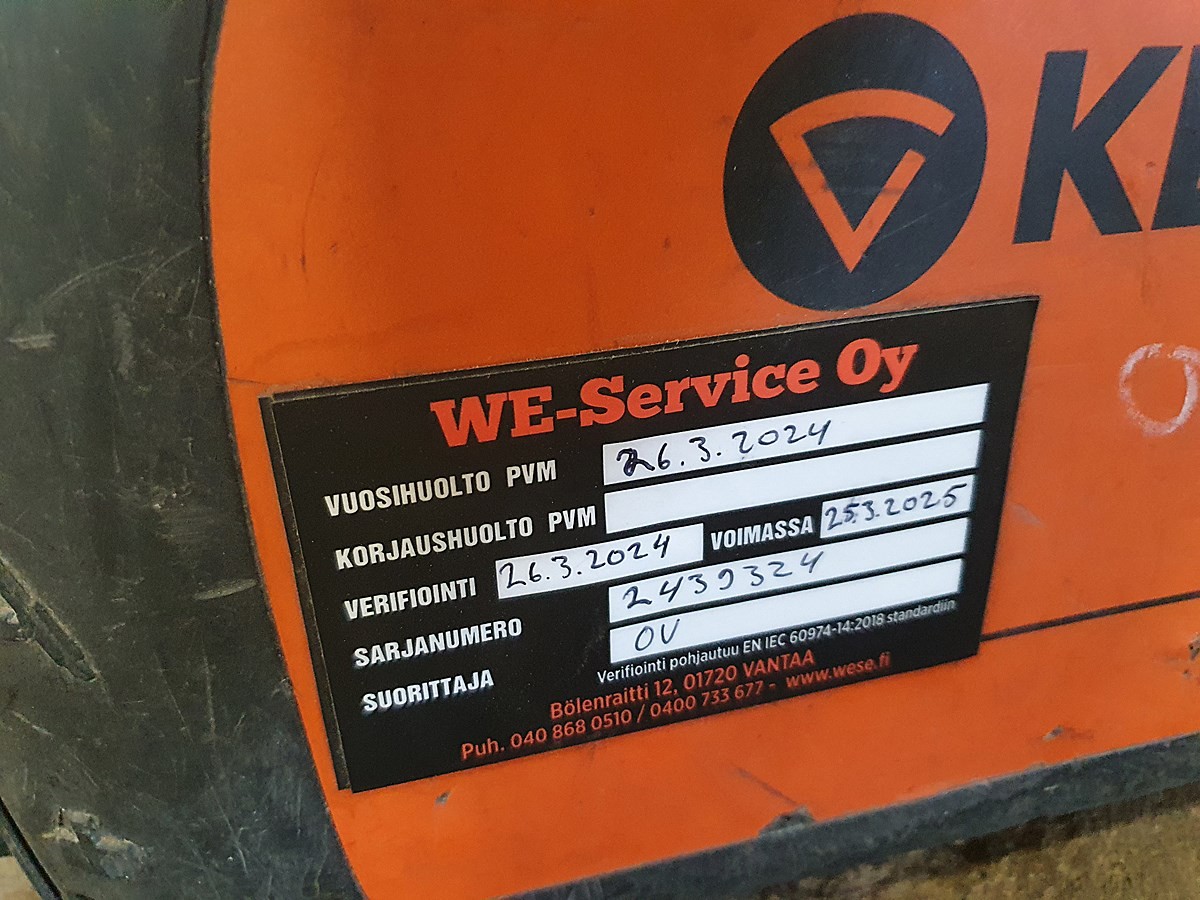 KE
WE-Service Oy
VUOSIHUOLTO PVM 26.3.2024
KORJAUSHUOLTO PVM
VERIFIOINTI 26.3.2024 VOIMASSA 25.3.2025
SARJANUMERO 2439324
SUORITTAJA OV
Verifiointi pohjautuu EN IEC 60974-14:2018 standardiin
Bölenraitti 12, 01720 VANTAA
Puh. 040 868 0510 / 0400 733 677 - www.wese.fi